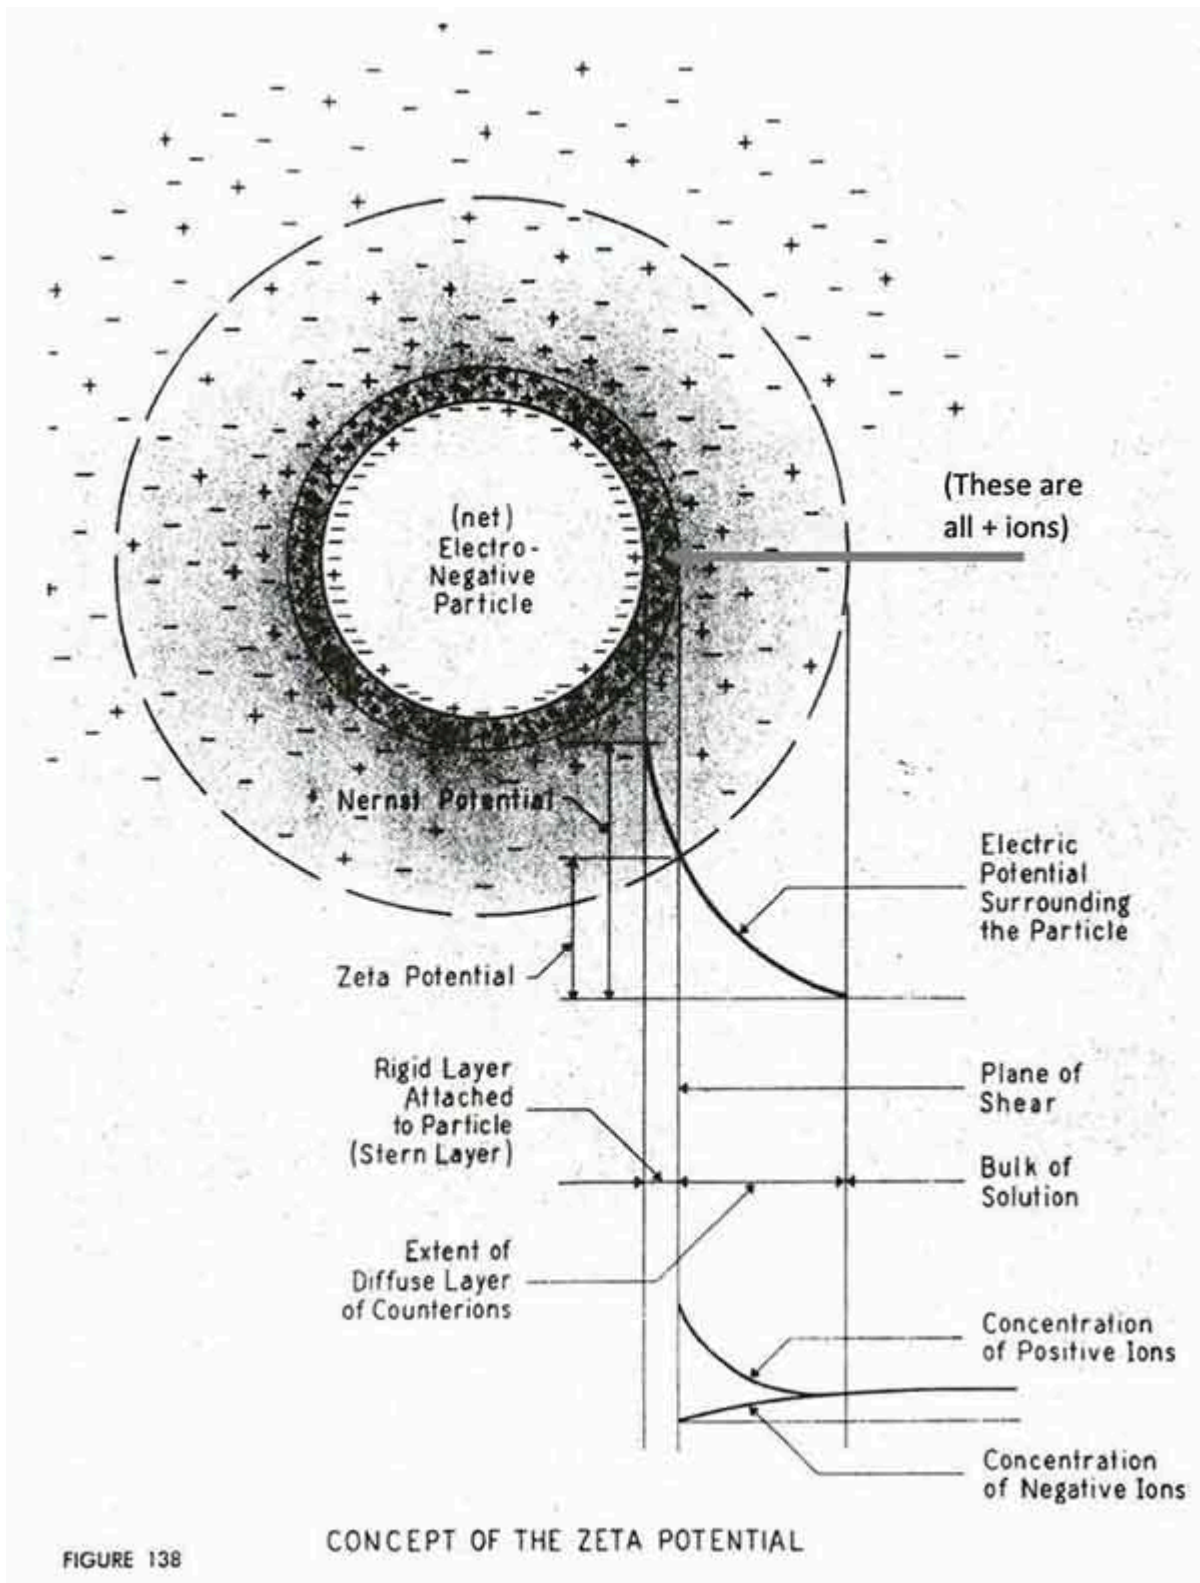 (net)
Electro-
Negative
Particle
(These are
all + ions)
Nernst Potential
Electric
Potential
Surrounding
the Particle
Zeta Potential
Rigid Layer
Attached
to Particle
(Stern Layer)
Plane of
Shear
Bulk of
Solution
Extent of
Diffuse Layer
of Counterions
Concentration
of Positive Ions
Concentration
of Negative Ions
CONCEPT OF THE ZETA POTENTIAL
FIGURE 138